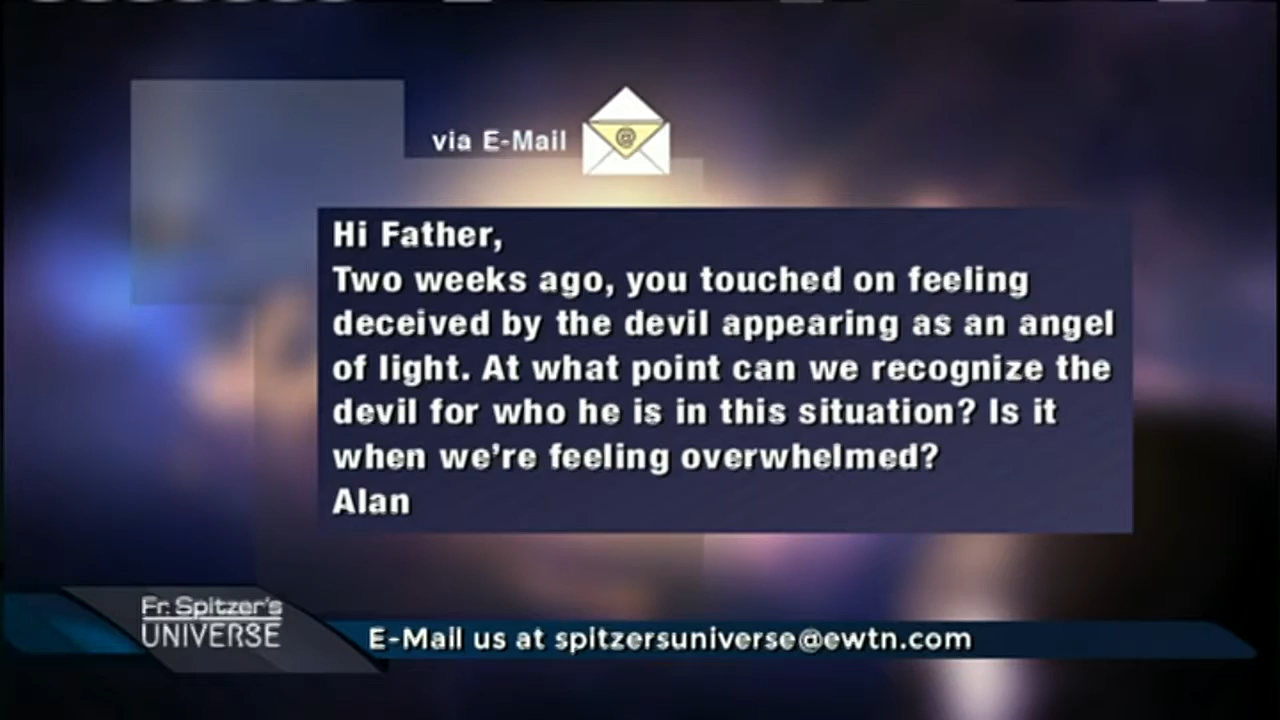 via E-Mail
@
Hi Father,
Two weeks ago, you touched on feeling
deceived by the devil appearing as an angel
of light. At what point can we recognize the
devil for who he is in this situation? Is it
when we're feeling overwhelmed?
Alan
Fr. Spitzer's
UNIVERSE
E-Mail us at spitzersuniverse@ewtn.com